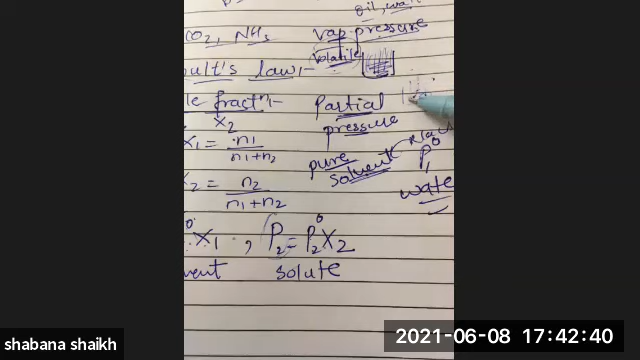 oil, wate
CO2, NH3 vap. pressure
volatile
oult's law:-
le fractn:- Partial
x2 pressure
x1 = n1 / n1+n2
pure
solvent P1°
x2 = n2 / n1+n2 wate
x1 , P2 = P2° x2
vent solute
shabana shaikh
2021-06-08 17:42:40